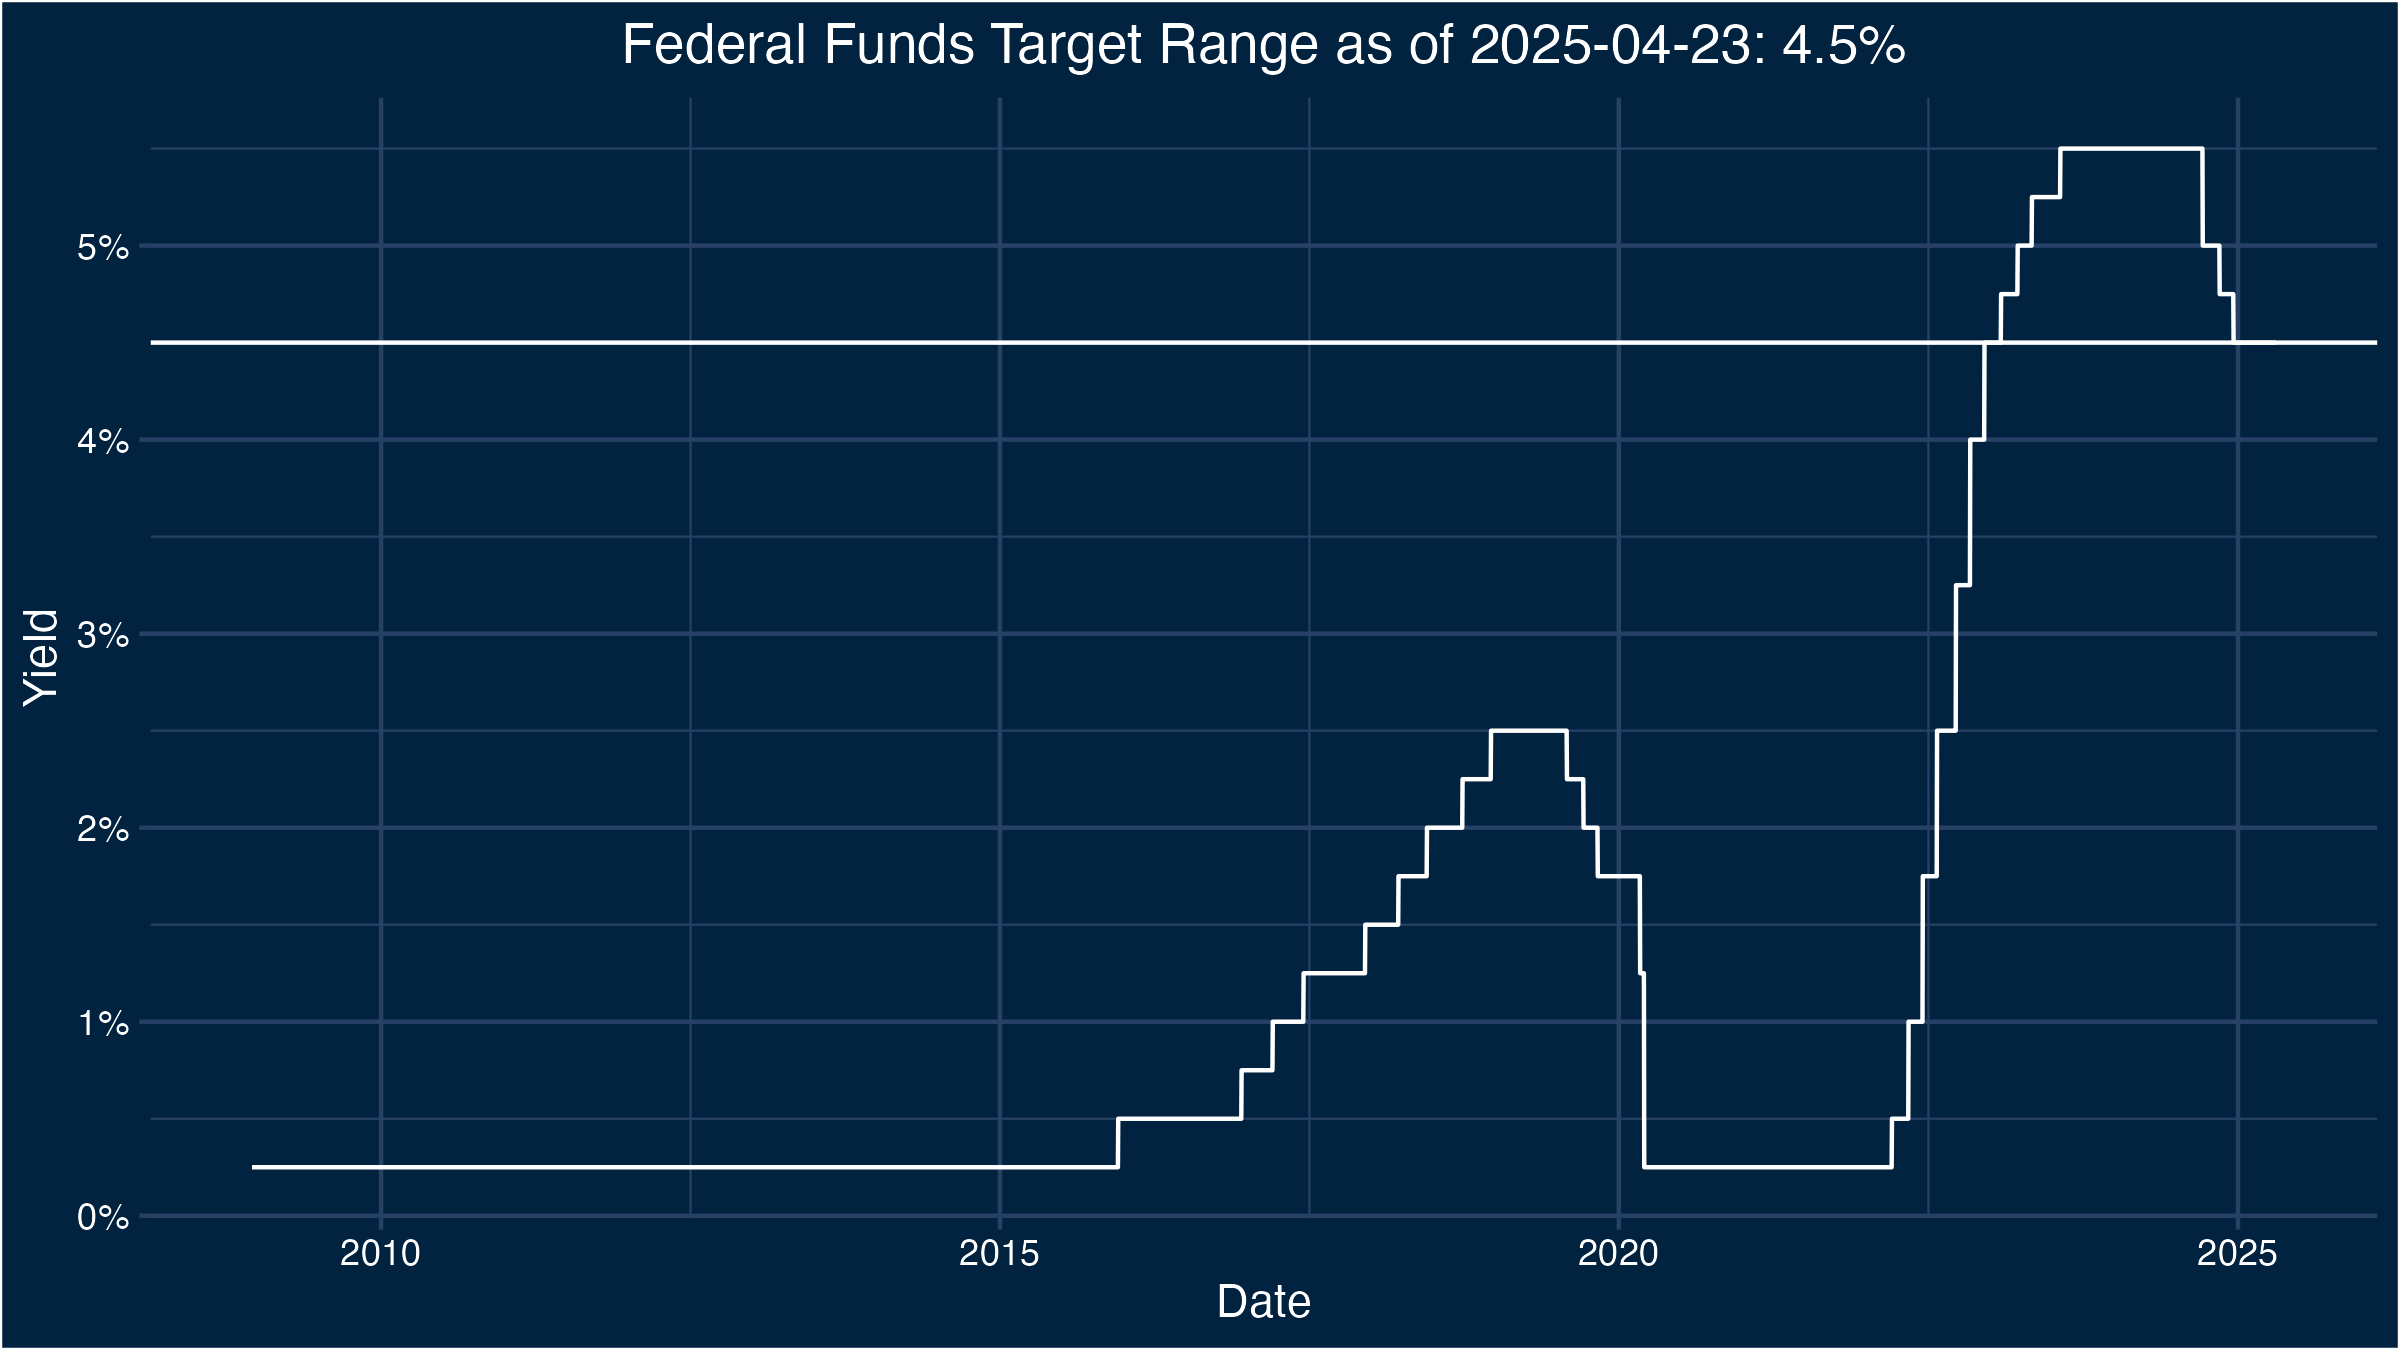 Federal Funds Target Range as of 2025-04-23: 4.5%
Yield
5%
4%
3%
2%
1%
0%
2010 2015 2020 2025
Date